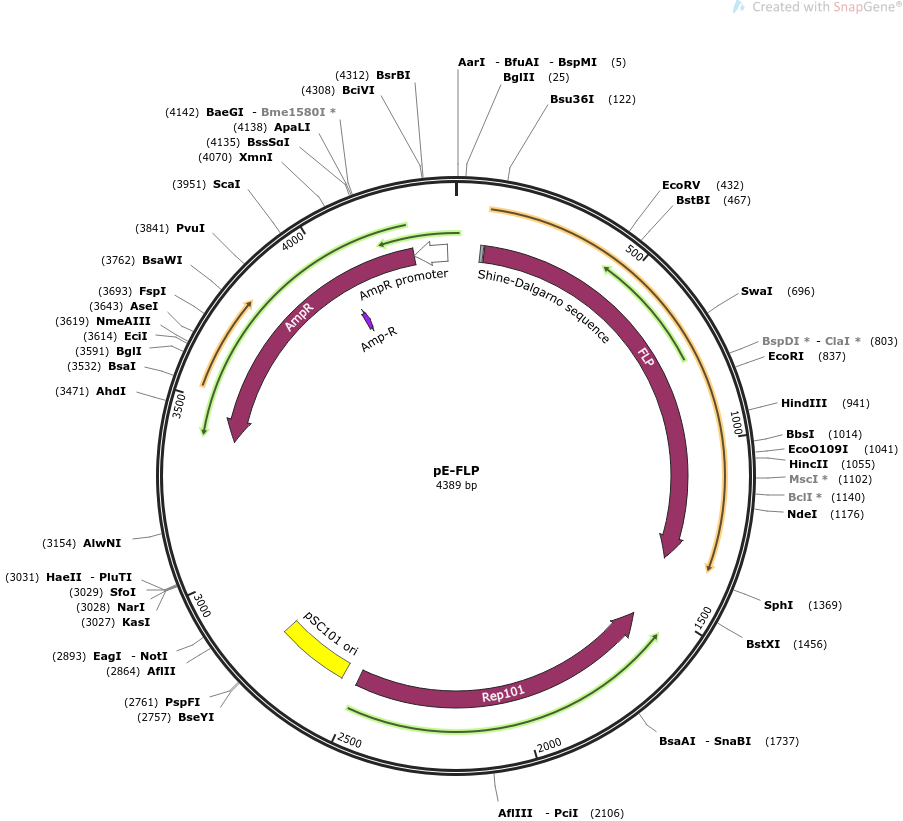 Created with SnapGene®
AarI - BfuAI - BspMI (5)
BglII (25)
Bsu36I (122)
EcoRV (432)
BstBI (467)
SwaI (696)
BspDI * - ClaI * (803)
EcoRI (837)
HindIII (941)
BbsI (1014)
EcoO109I (1041)
HincII (1055)
MscI * (1102)
BclI * (1140)
NdeI (1176)
SphI (1369)
BstXI (1456)
BsaAI - SnaBI (1737)
AflIII - PciI (2106)
(2757) BseYI
(2761) PspFI
(2864) AflII
(2893) EagI - NotI
(3027) KasI
(3028) NarI
(3029) SfoI
(3031) HaeII - PluTI
(3154) AlwNI
(3471) AhdI
(3532) BsaI
(3591) BglI
(3614) EciI
(3619) NmeAIII
(3643) AseI
(3693) FspI
(3762) BsaWI
(3841) PvuI
(3951) ScaI
(4070) XmnI
(4135) BssSαI
(4138) ApaLI
(4142) BaeGI - Bme1580I *
(4308) BciVI
(4312) BsrBI
500
1000
1500
2000
2500
3000
3500
4000
Shine-Dalgarno sequence
FLP
Rep101
pSC101 ori
AmpR
AmpR promoter
Amp-R
pE-FLP
4389 bp